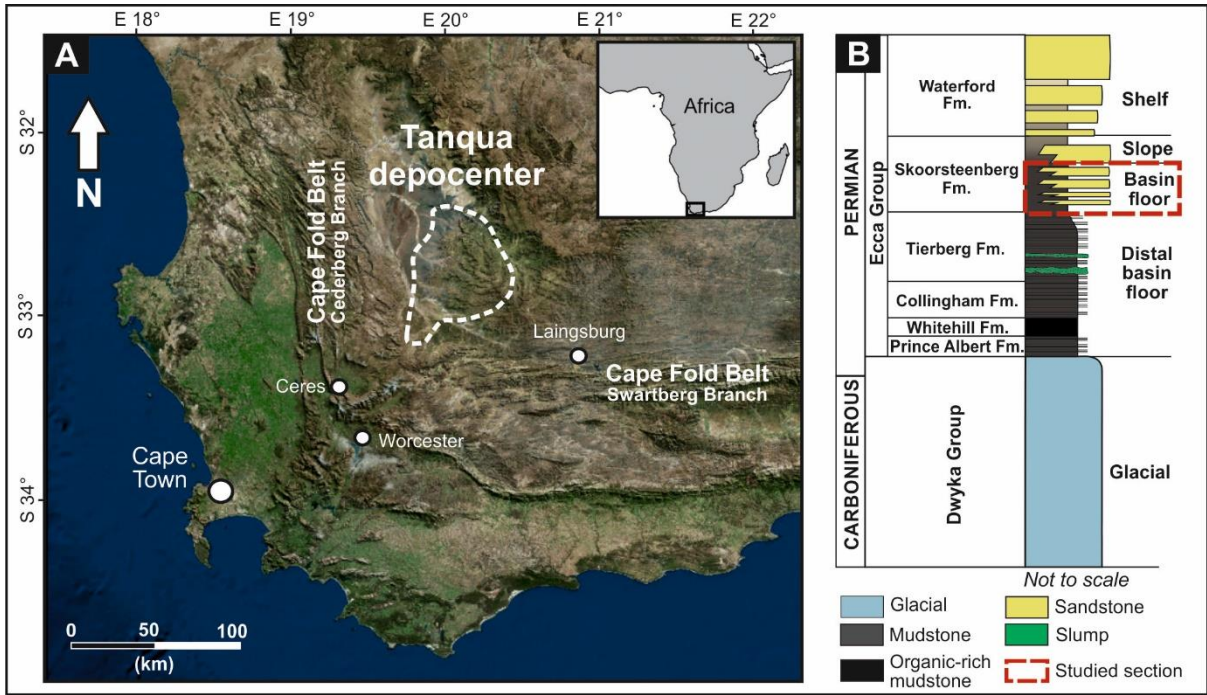 E 18°
E 19°
E 20°
E 21°
E 22°
A
S 32°
S 33°
S 34°
N
Africa
Tanqua
depocenter
Cape Fold Belt
Cederberg Branch
Laingsburg
Cape Fold Belt
Swartberg Branch
Ceres
Worcester
Cape
Town
0 50 100
(km)
B
PERMIAN
CARBONIFEROUS
Ecca Group
Waterford
Fm.
Shelf
Skoorsteenberg
Fm.
Slope
Basin
floor
Tierberg Fm.
Distal
basin
floor
Collingham Fm.
Whitehill Fm.
Prince Albert Fm.
Dwyka Group
Glacial
Not to scale
Glacial
Mudstone
Organic-rich
mudstone
Sandstone
Slump
Studied section